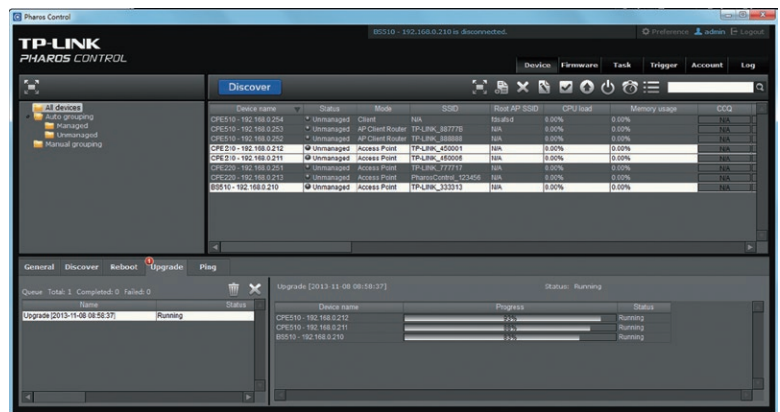 Pharos Control
BS510 - 192.168.0.210 is disconnected.
Preference admin Logout
TP-LINK
PHAROS CONTROL
Device Firmware Task Trigger Account Log
Discover
All devices
Auto grouping
Managed
Unmanaged
Manual grouping
Device name Status Mode SSID Root AP SSID CPU load Memory usage CCQ
CPE510 - 192.168.0.254 Unmanaged Client N/A fdsafsd 0.00% 0.00% N/A
CPE510 - 192.168.0.253 Unmanaged AP Client Router TP-LINK_887776 N/A 0.00% 0.00% N/A
CPE510 - 192.168.0.252 Unmanaged AP Client Router TP-LINK_888888 N/A 0.00% 0.00% N/A
CPE210 - 192.168.0.212 Unmanaged Access Point TP-LINK_450001 N/A 0.00% 0.00% N/A
CPE210 - 192.168.0.211 Unmanaged Access Point TP-LINK_450006 N/A 0.00% 0.00% N/A
CPE220 - 192.168.0.251 Unmanaged Access Point TP-LINK_777717 N/A 0.00% 0.00% N/A
CPE220 - 192.168.0.213 Unmanaged Access Point PharosControl_123456 N/A 0.00% 0.00% N/A
BS510 - 192.168.0.210 Unmanaged Access Point TP-LINK_333313 N/A 0.00% 0.00% N/A
General Discover Reboot Upgrade Ping
Queue Total: 1 Completed: 0 Failed: 0
Name Status
Upgrade [2013-11-08 08:58:37] Running
Upgrade [2013-11-08 08:58:37] Status: Running
Device name Progress Status
CPE510 - 192.168.0.212 Running
CPE510 - 192.168.0.211 Running
BS510 - 192.168.0.210 Running